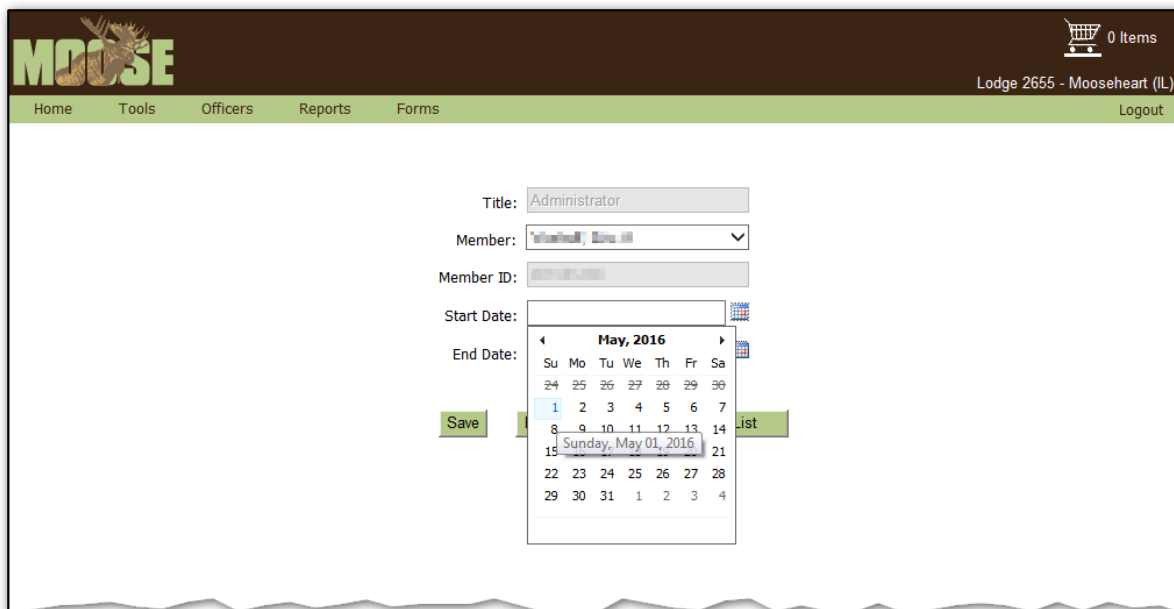 MOOSE
0 Items
Lodge 2655 - Mooseheart (IL)
Home Tools Officers Reports Forms Logout
Title: Administrator
Member:
Member ID:
Start Date:
End Date:
May, 2016
Su Mo Tu We Th Fr Sa
24 25 26 27 28 29 30
1 2 3 4 5 6 7
8 9 10 11 12 13 14
Sunday, May 01, 2016
15 21
22 23 24 25 26 27 28
29 30 31 1 2 3 4
Save List